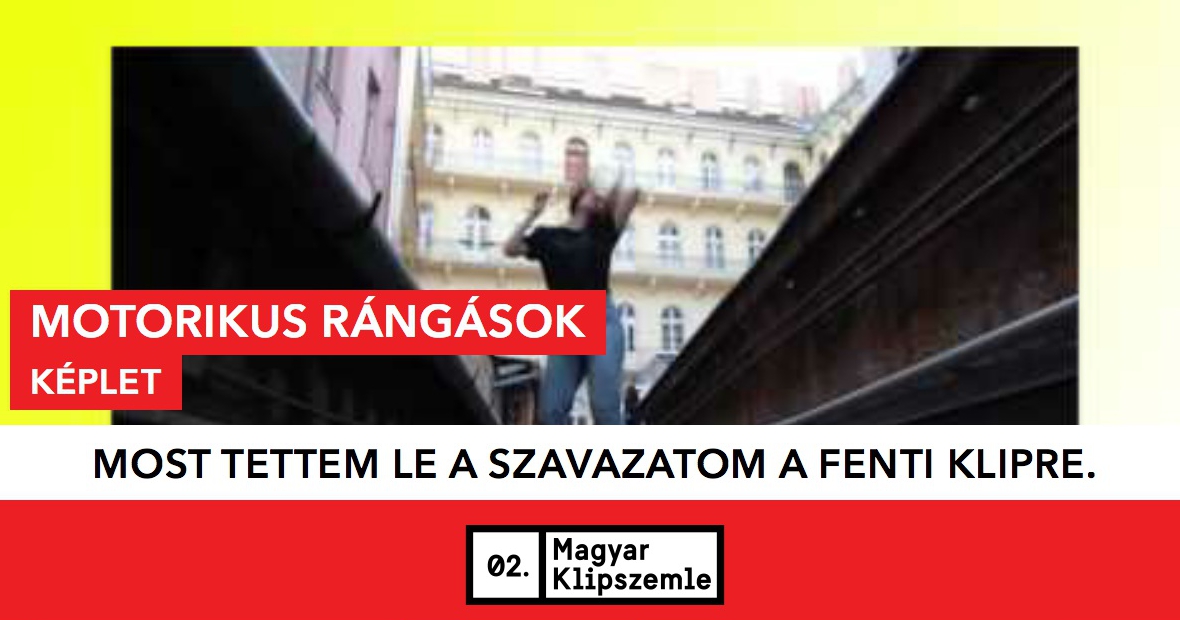 MOTORIKUS RÁNGÁSOK
KÉPLET
MOST TETTEM LE A SZAVAZATOM A FENTI KLIPRE.
02.
Magyar
Klipszemle